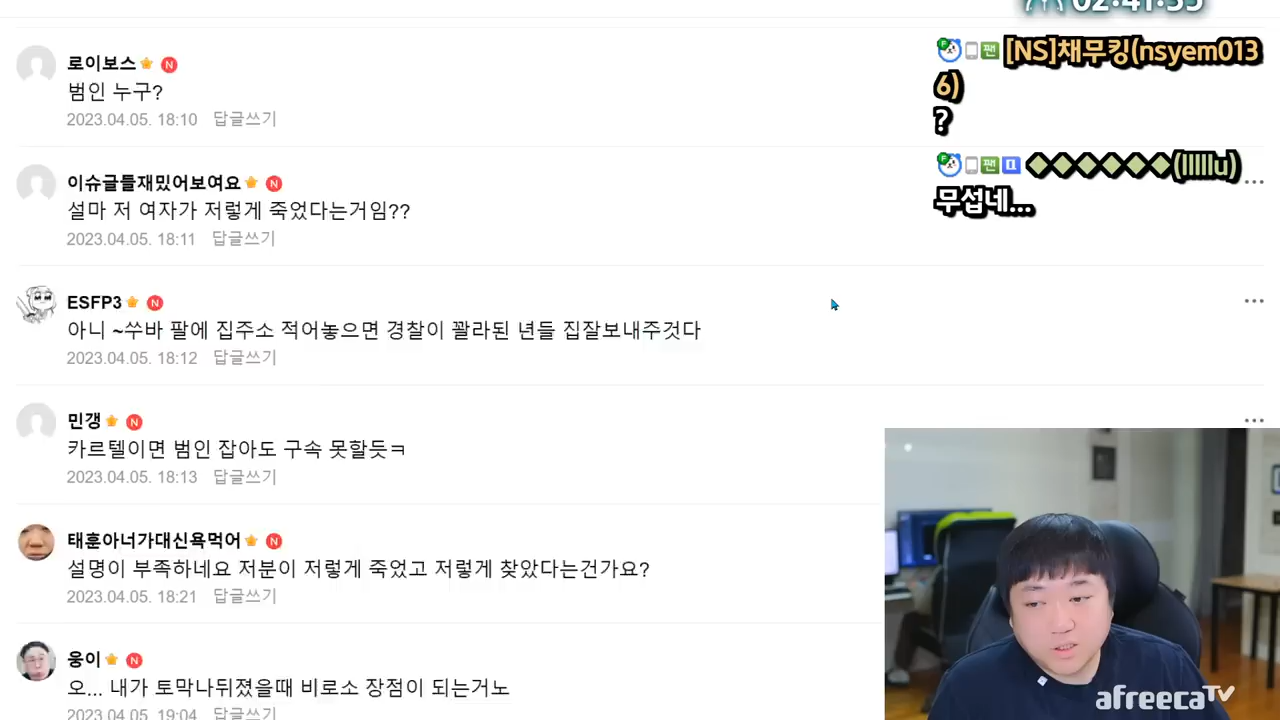 02:41:35
로이보스 N
범인 누구?
2023.04.05. 18:10 답글쓰기
이슈글들재밌어보여요 N
설마 저 여자가 저렇게 죽었다는거임??
2023.04.05. 18:11 답글쓰기
ESFP3 N
아니 ~쑤바 팔에 집주소 적어놓으면 경찰이 꽐라된 년들 집잘보내주것다
2023.04.05. 18:12 답글쓰기
민갱 N
카르텔이면 범인 잡아도 구속 못할듯ㅋ
2023.04.05. 18:13 답글쓰기
태훈아너가대신욕먹어 N
설명이 부족하네요 저분이 저렇게 죽었고 저렇게 찾았다는건가요?
2023.04.05. 18:21 답글쓰기
웅이 N
오... 내가 토막나뒤졌을때 비로소 장점이 되는거노
2023.04.05. 19:04 답글쓰기
F 팬 [NS]채무킹(nsyem013
6)
?
F 팬 ◆◆◆◆◆◆(lllllu)
무섭네...
afreecaTV